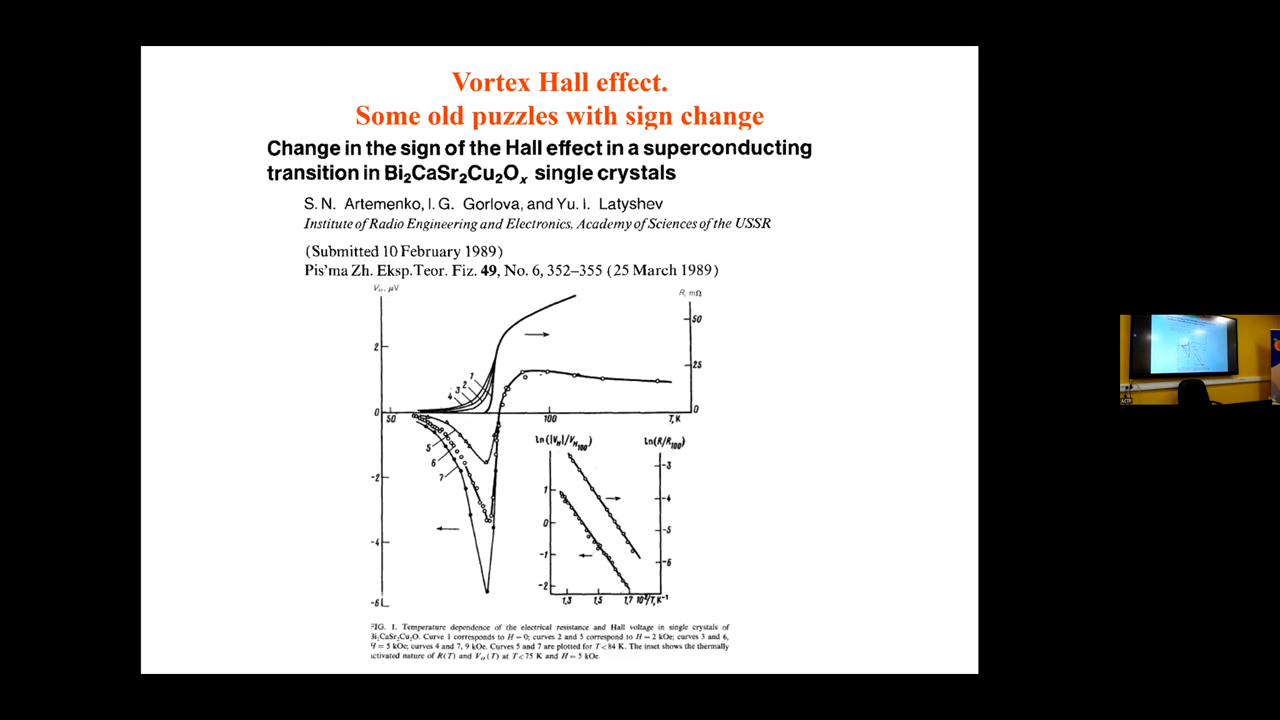 Vortex Hall effect.
Some old puzzles with sign change
Change in the sign of the Hall effect in a superconducting
transition in Bi₂CaSr₂Cu₂Oₓ single crystals
S. N. Artemenko, I. G. Gorlova, and Yu. I. Latyshev
Institute of Radio Engineering and Electronics, Academy of Sciences of the USSR
(Submitted 10 February 1989)
Pis'ma Zh. Eksp. Teor. Fiz. 49, No. 6, 352–355 (25 March 1989)
V_H, μV
R, mΩ
50
2
25
1
2
3
4
0
0
50
100
T, K
ln(|V_H|/V_H100)
ln(R/R100)
5
6
7
-3
-2
1
-4
0
-5
-4
-1
-6
-2
-6
1,3
1,5
1,7
10²/T, K⁻¹
FIG. 1. Temperature dependence of the electrical resistance and Hall voltage in single crystals of
Bi₂CaSr₂Cu₂O. Curve 1 corresponds to H = 0; curves 2 and 5 correspond to H = 2 kOe; curves 3 and 6,
H = 5 kOe; curves 4 and 7, 9 kOe. Curves 5 and 7 are plotted for T < 84 K. The inset shows the thermally
activated nature of R(T) and V_H(T) at T < 75 K and H = 5 kOe.